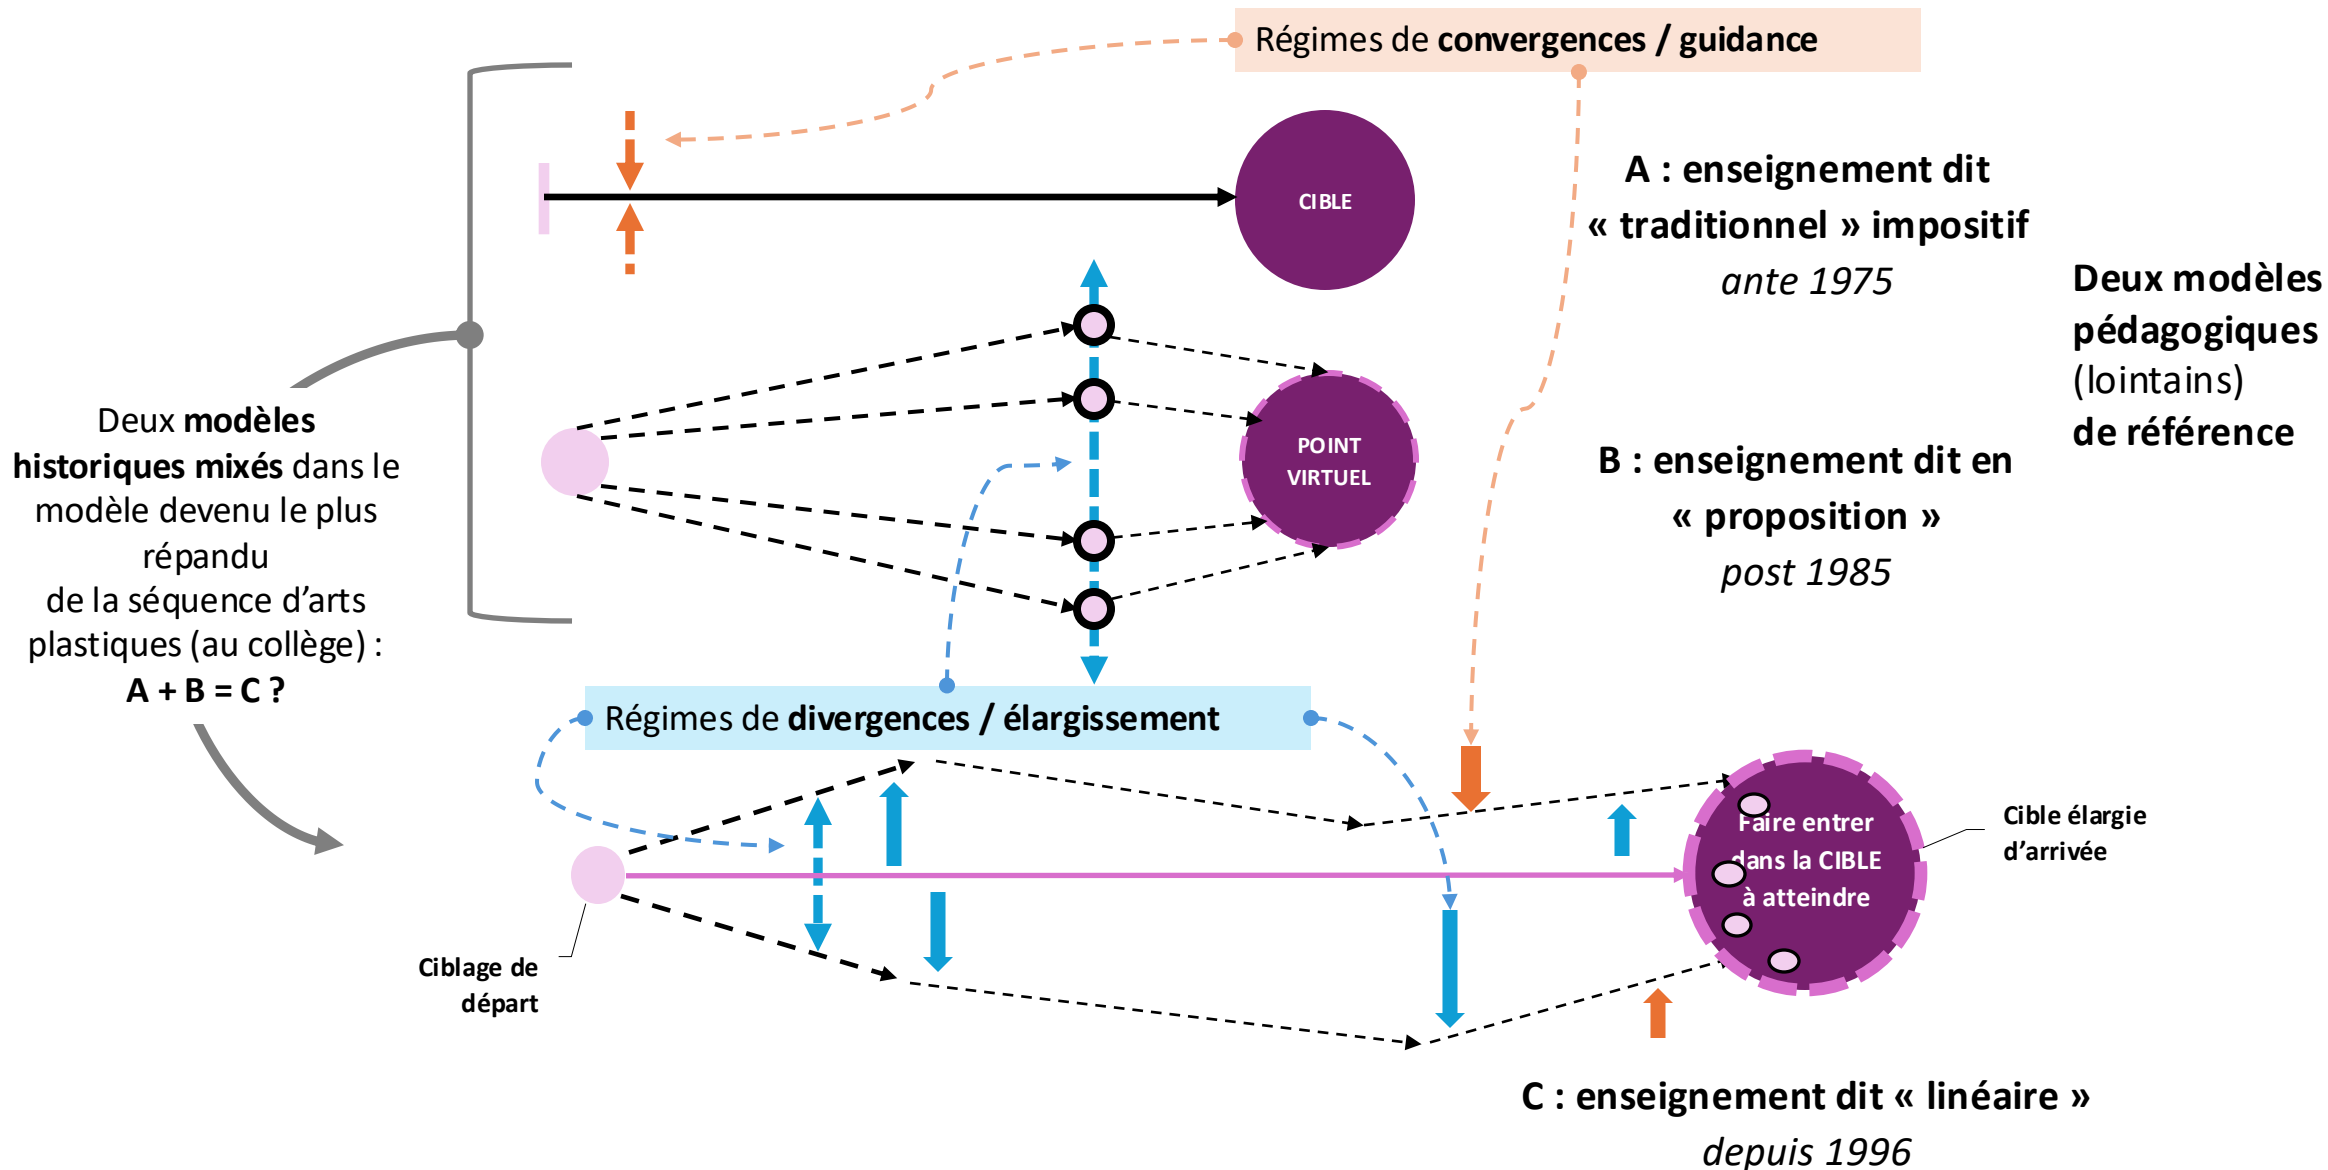 Régimes de convergences / guidance
CIBLE
A : enseignement dit
« traditionnel » impositif
ante 1975
Deux modèles
pédagogiques
(lointains)
de référence
Deux modèles
historiques mixés dans le
modèle devenu le plus
répandu
de la séquence d’arts
plastiques (au collège) :
A + B = C ?
POINT
VIRTUEL
B : enseignement dit en
« proposition »
post 1985
Régimes de divergences / élargissement
Faire entrer
dans la CIBLE
à atteindre
Cible élargie
d’arrivée
Ciblage de
départ
C : enseignement dit « linéaire »
depuis 1996